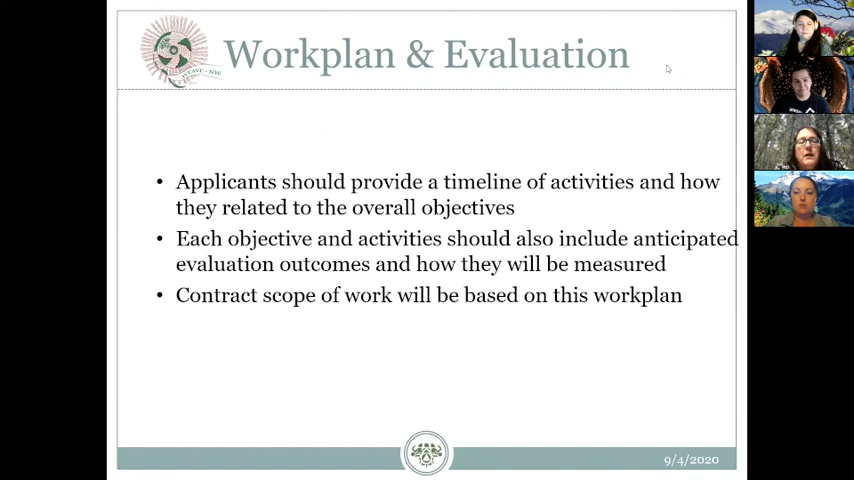 Workplan & Evaluation
• Applicants should provide a timeline of activities and how
they related to the overall objectives
• Each objective and activities should also include anticipated
evaluation outcomes and how they will be measured
• Contract scope of work will be based on this workplan
9/4/2020